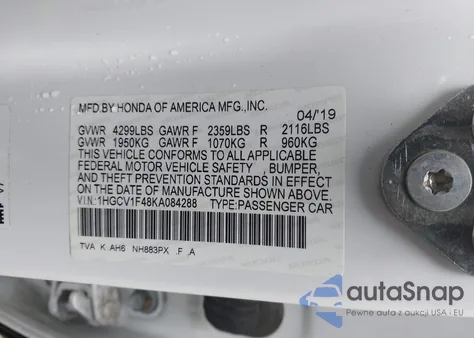 MFD.BY HONDA OF AMERICA MFG.,INC.
04/'19
GVWR 4299LBS GAWR F 2359LBS R 2116LBS
GVWR 1950KG GAWR F 1070KG R 960KG
THIS VEHICLE CONFORMS TO ALL APPLICABLE
FEDERAL MOTOR VEHICLE SAFETY , BUMPER,
AND THEFT PREVENTION STANDARDS IN EFFECT
ON THE DATE OF MANUFACTURE SHOWN ABOVE.
V.I.N:1HGCV1F48KA084288 TYPE:PASSENGER CAR
TVA K AH6 NH883PX .F .A
autoSnap
Pewne auta z aukcji USA · EU